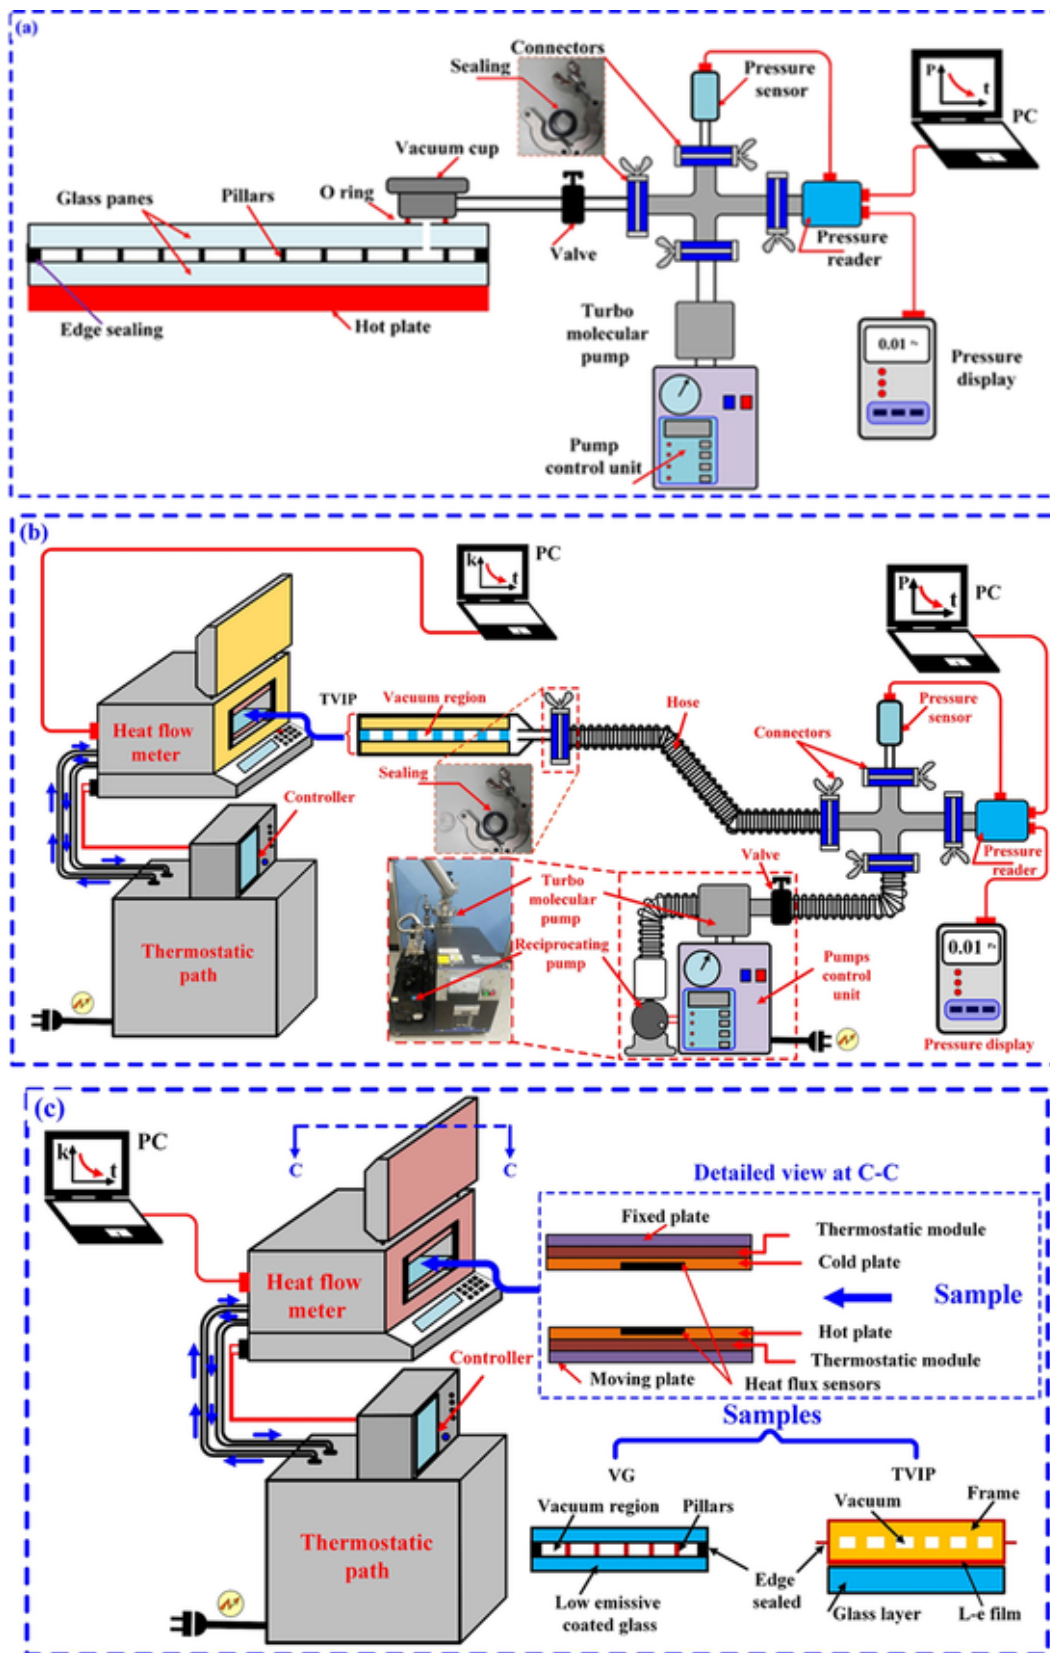 (a)
Connectors
Sealing
Pressure
sensor
P
t
PC
Vacuum cup
O ring
Glass panes
Pillars
Valve
Pressure
reader
Edge sealing
Hot plate
Turbo
molecular
pump
0.01
Pressure
display
Pump
control unit
(b)
k
t
PC
P
t
PC
TVIP
Vacuum region
Hose
Pressure
sensor
Connectors
Heat flow
meter
Sealing
Controller
Valve
Pressure
reader
Turbo
molecular
pump
Reciprocating
pump
Pumps
control
unit
0.01 Pa
Thermostatic
path
Pressure display
(c)
k
t
PC
C
C
Detailed view at C-C
Fixed plate
Thermostatic module
Cold plate
Sample
Heat flow
meter
Hot plate
Thermostatic module
Moving plate
Heat flux sensors
Controller
Samples
VG
TVIP
Vacuum region
Pillars
Vacuum
Frame
Thermostatic
path
Edge
sealed
Low emissive
coated glass
Glass layer
L-e film